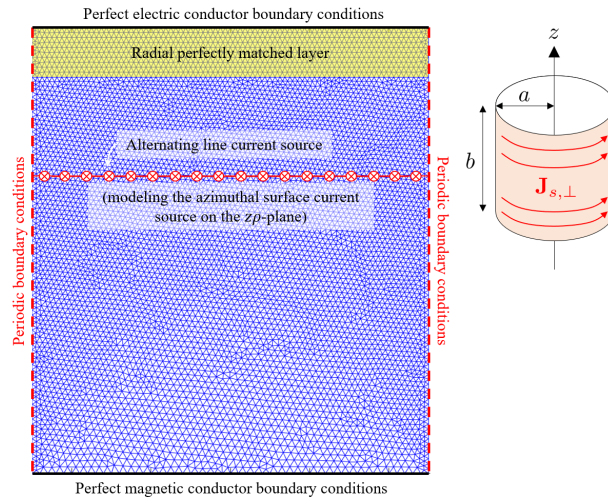 Perfect electric conductor boundary conditions
Radial perfectly matched layer
Alternating line current source
(modeling the azimuthal surface current
source on the zρ-plane)
Periodic boundary conditions
Periodic boundary conditions
Perfect magnetic conductor boundary conditions
z
a
b
J_{s,⊥}